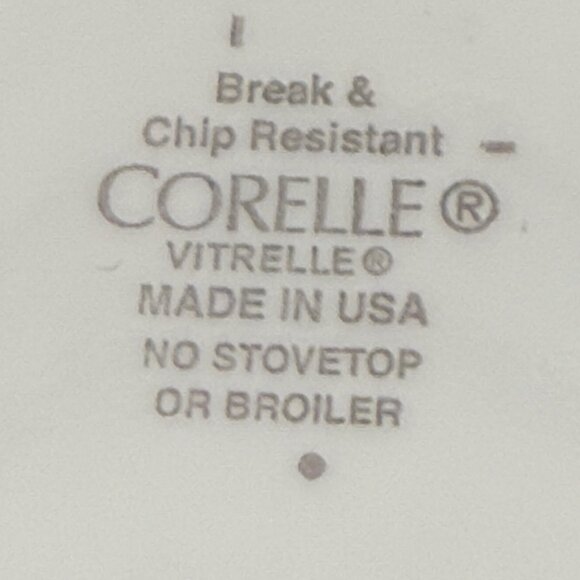 Break &
Chip Resistant
CORELLE®
VITRELLE®
MADE IN USA
NO STOVETOP
OR BROILER